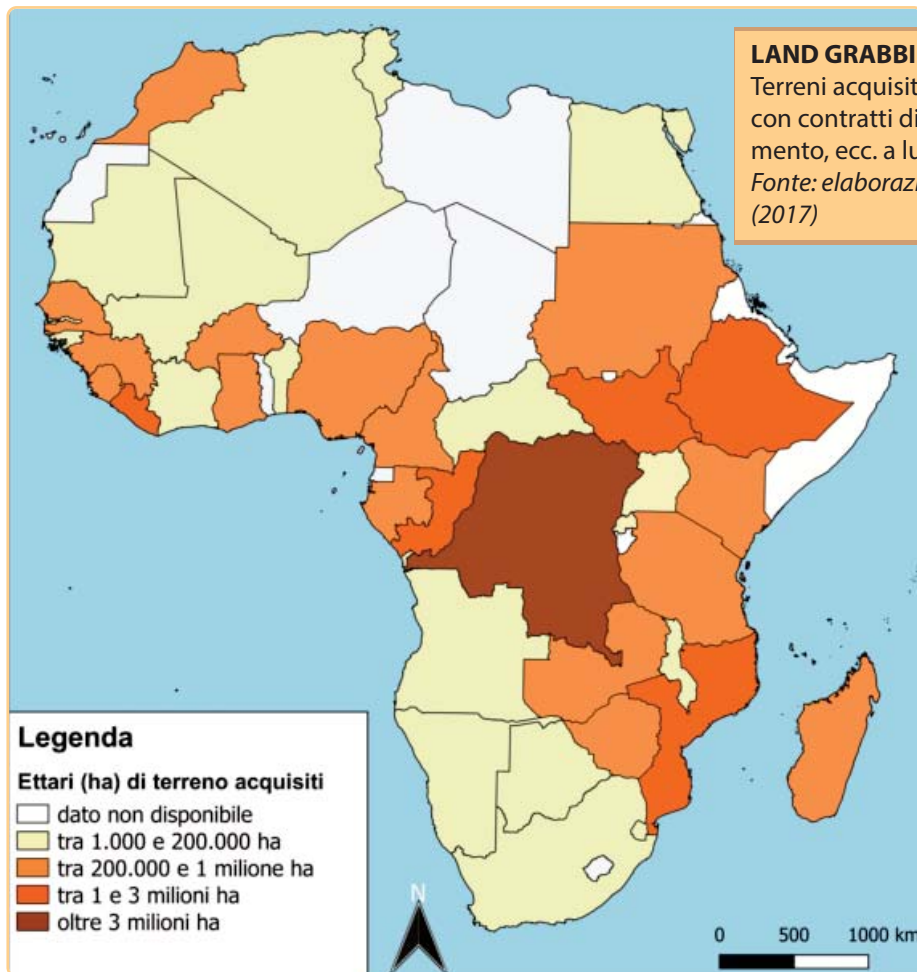 LAND GRABBI
Terreni acquisit
con contratti di
mento, ecc. a lu
Fonte: elaborazi
(2017)
Legenda
Ettari (ha) di terreno acquisiti
dato non disponibile
tra 1.000 e 200.000 ha
tra 200.000 e 1 milione ha
tra 1 e 3 milioni ha
oltre 3 milioni ha
N
0 500 1000 km